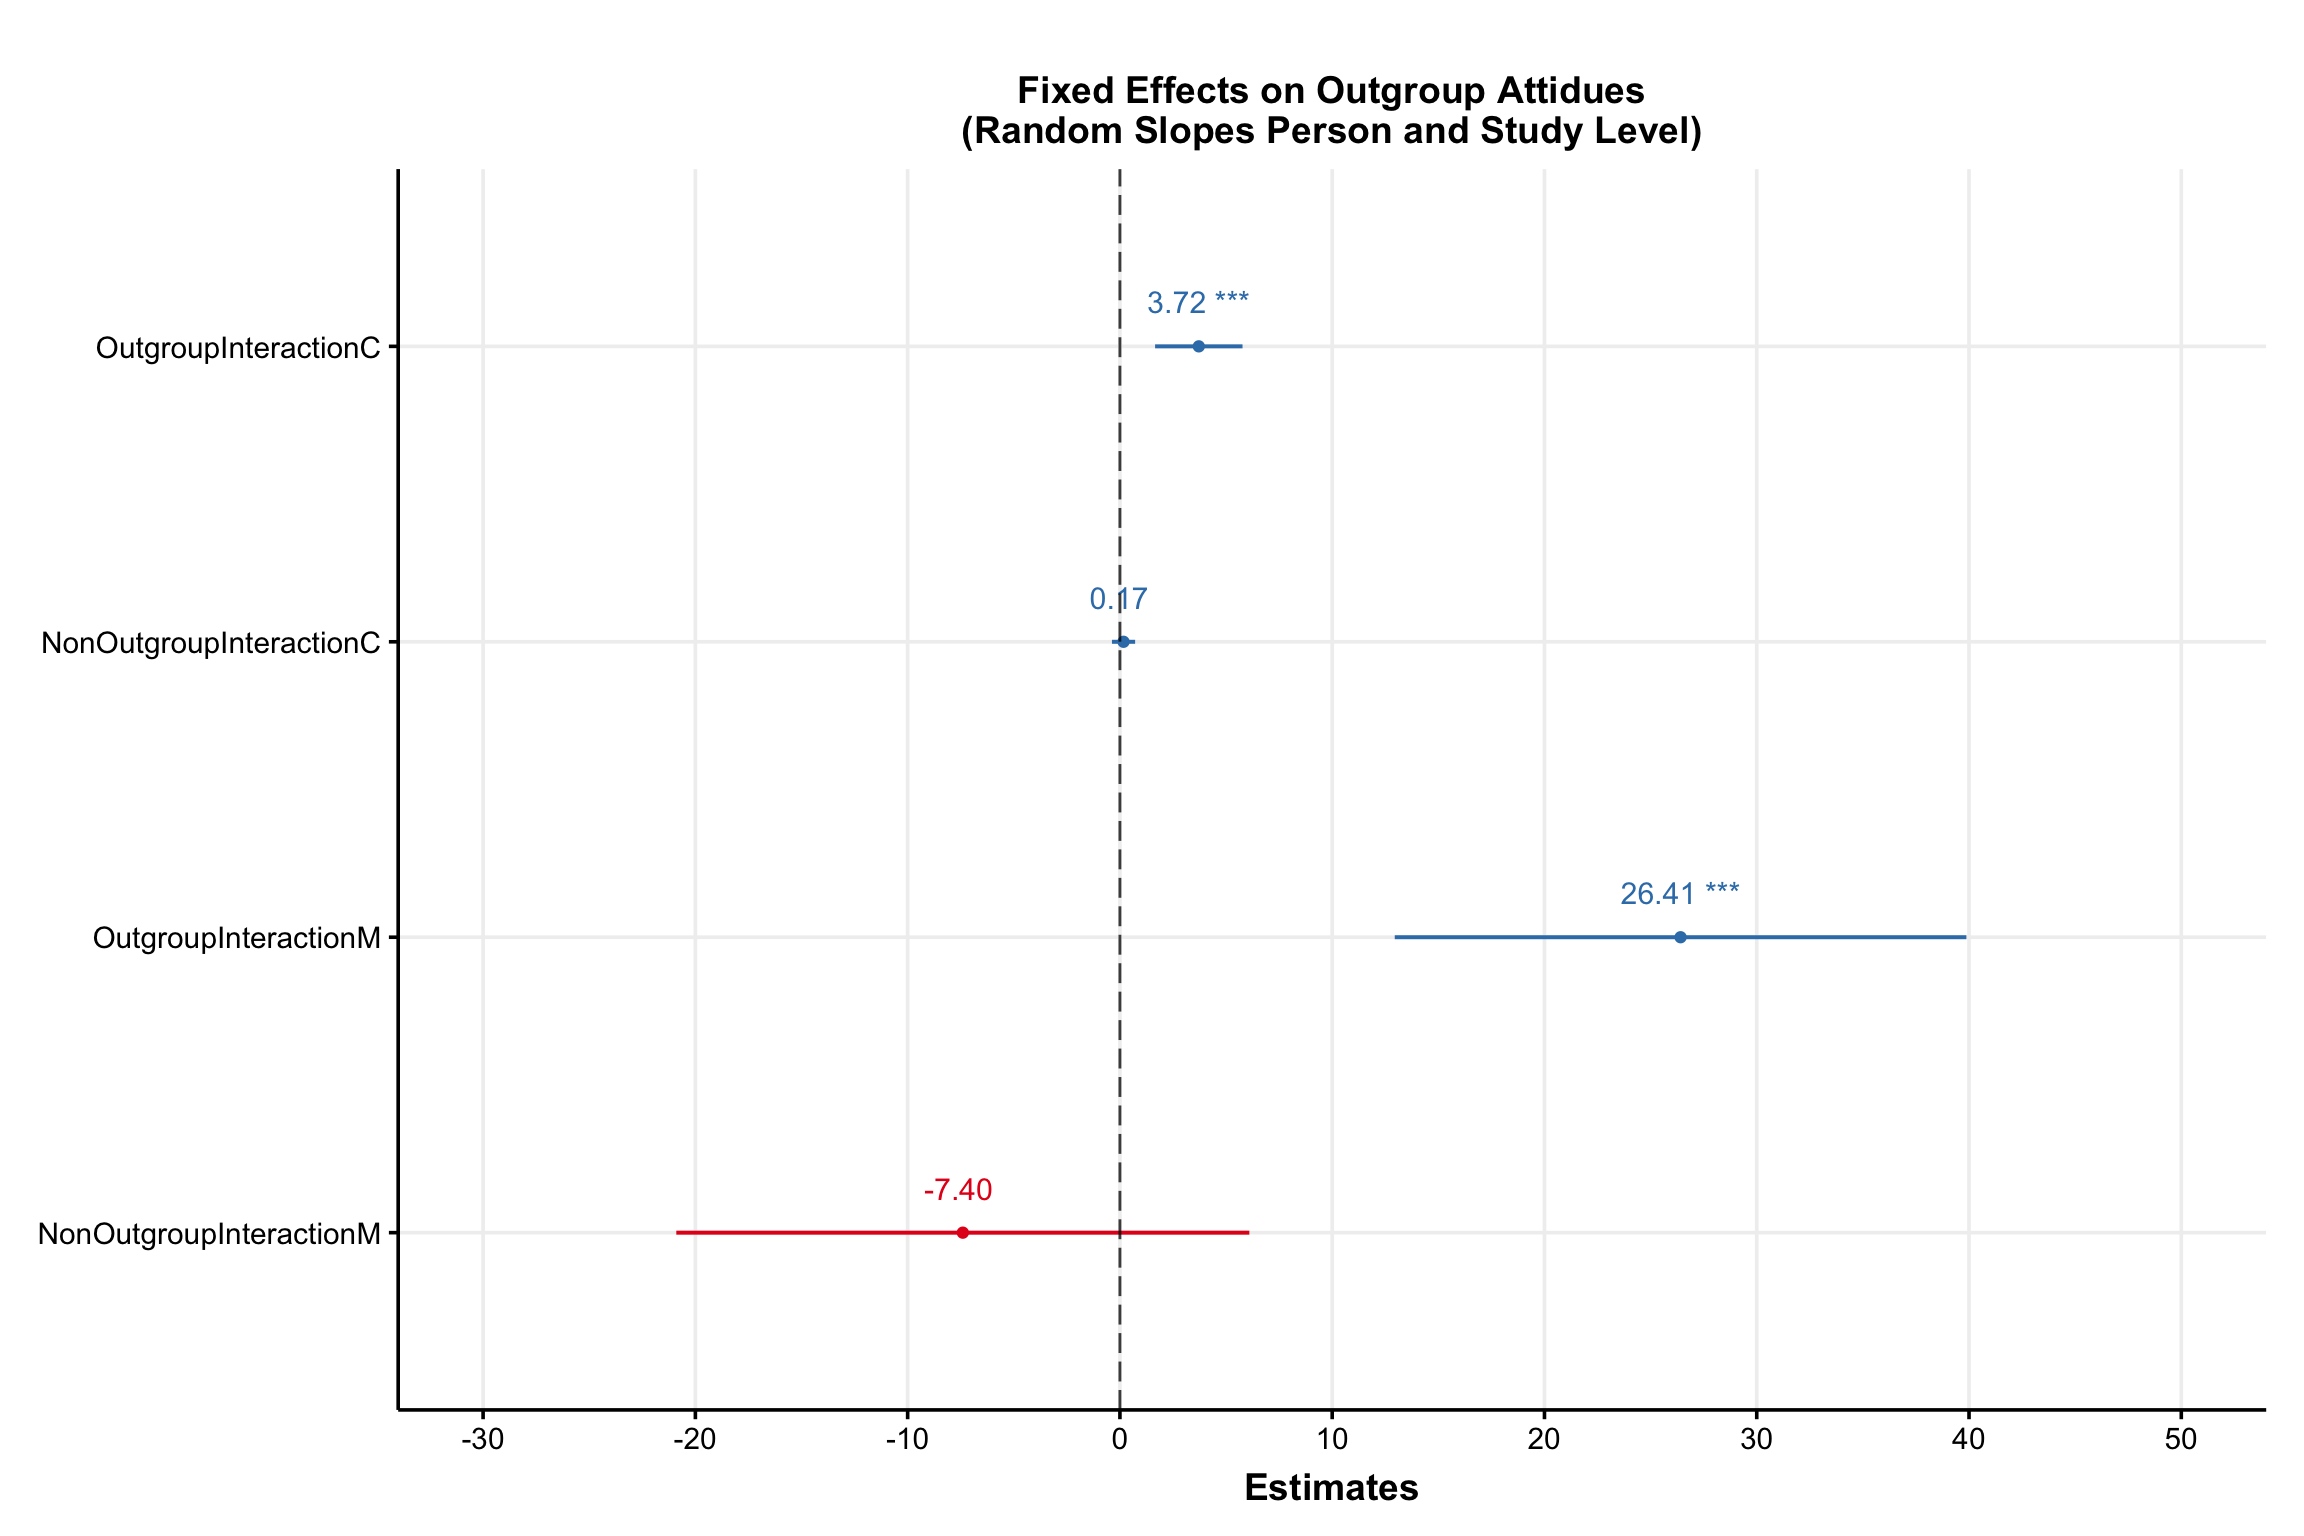 Fixed Effects on Outgroup Attidues
(Random Slopes Person and Study Level)
3.72 ***
OutgroupInteractionC
0.17
NonOutgroupInteractionC
26.41 ***
OutgroupInteractionM
-7.40
NonOutgroupInteractionM
-30 -20 -10 0 10 20 30 40 50
Estimates